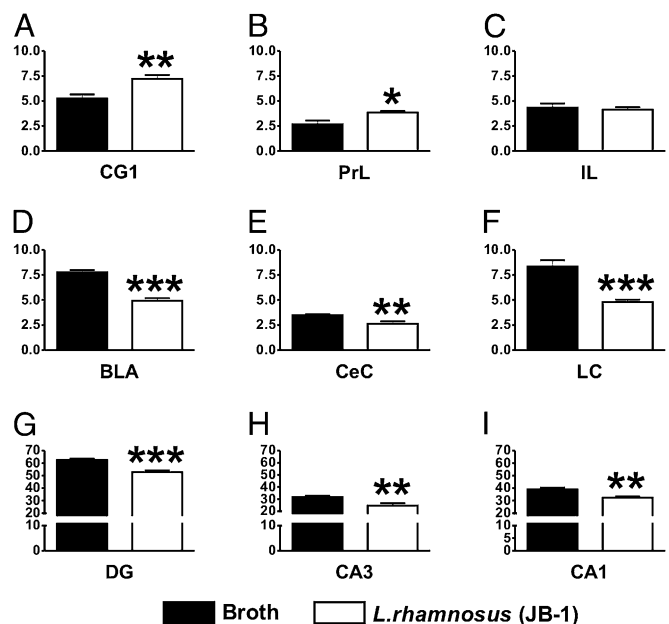 A B C
** * 
10.0 10.0 10.0
7.5 7.5 7.5
5.0 5.0 5.0
2.5 2.5 2.5
0.0 0.0 0.0
CG1 PrL IL
D E F
*** ** ***
10.0 10.0 10.0
7.5 7.5 7.5
5.0 5.0 5.0
2.5 2.5 2.5
0.0 0.0 0.0
BLA CeC LC
G H I
*** ** **
70 70 70
60 60 60
50 50 50
40 40 40
30 30 30
20 20 20
10 10 10
5
0 0 0
DG CA3 CA1
Broth L.rhamnosus (JB-1)